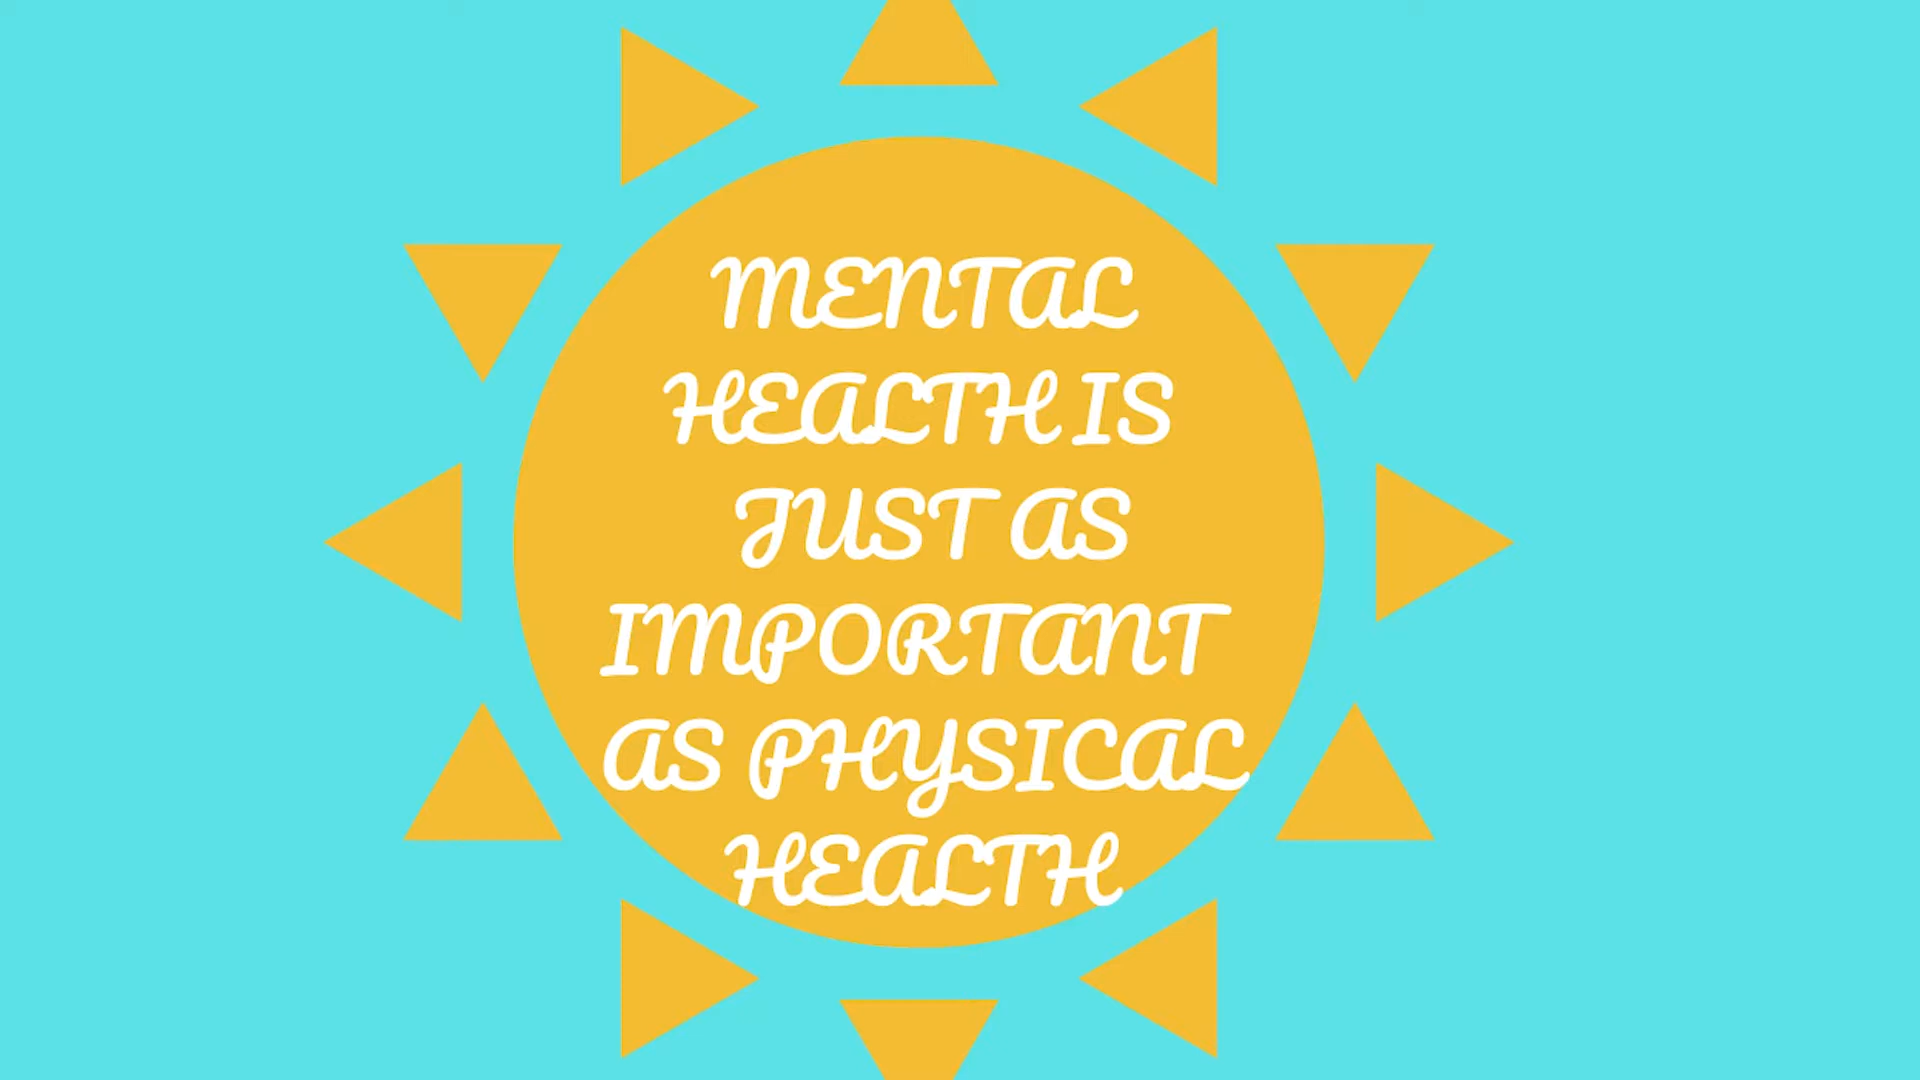 MENTAL
HEALTH IS
JUST AS
IMPORTANT
AS PHYSICAL
HEALTH